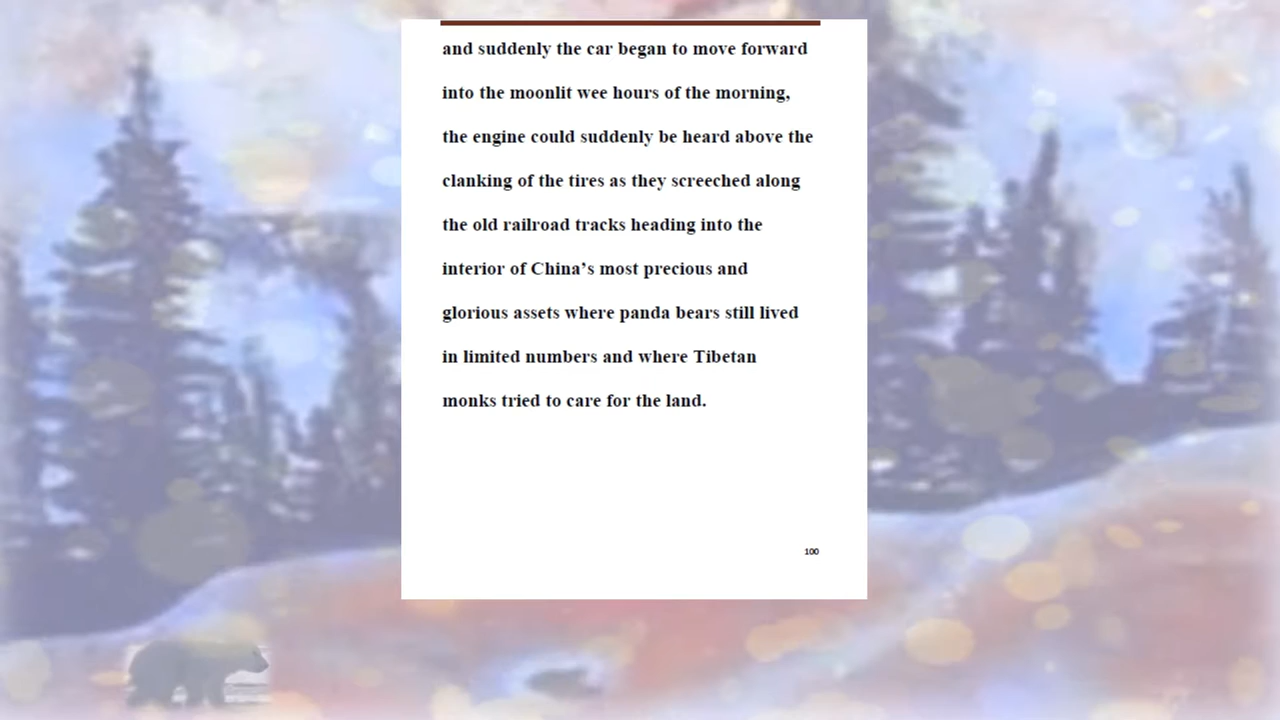 and suddenly the car began to move forward
into the moonlit wee hours of the morning,
the engine could suddenly be heard above the
clanking of the tires as they screeched along
the old railroad tracks heading into the
interior of China’s most precious and
glorious assets where panda bears still lived
in limited numbers and where Tibetan
monks tried to care for the land.
100